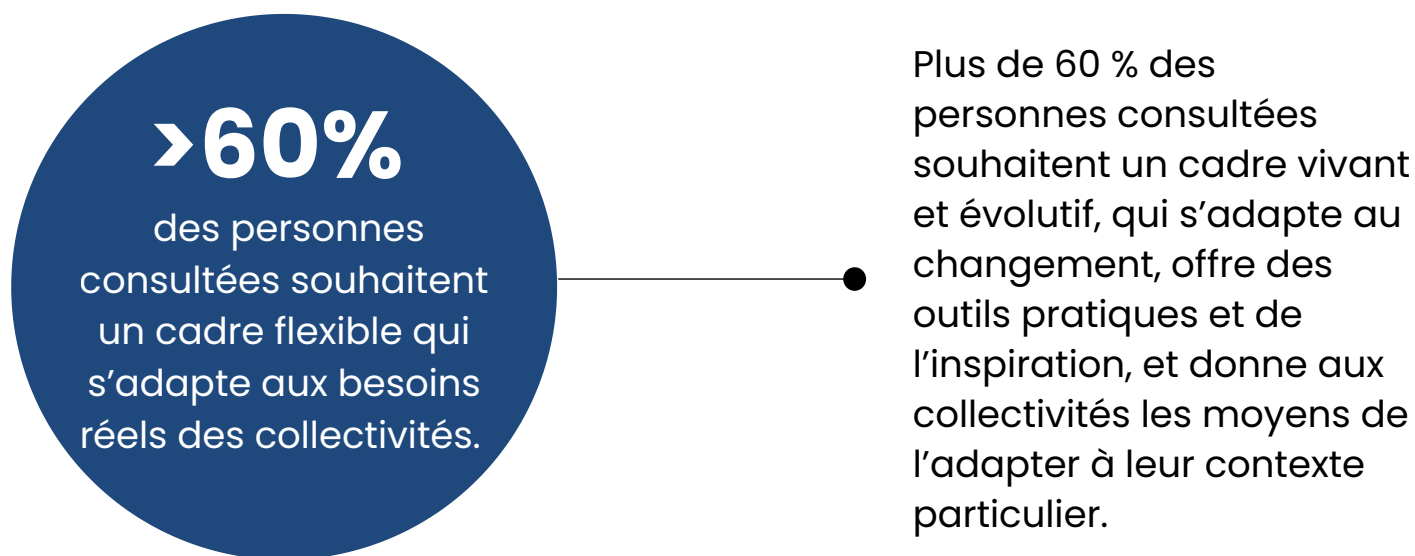 >60%
des personnes
consultées souhaitent
un cadre flexible qui
s’adapte aux besoins
réels des collectivités.
Plus de 60 % des
personnes consultées
souhaitent un cadre vivant
et évolutif, qui s’adapte au
changement, offre des
outils pratiques et de
l’inspiration, et donne aux
collectivités les moyens de
l’adapter à leur contexte
particulier.